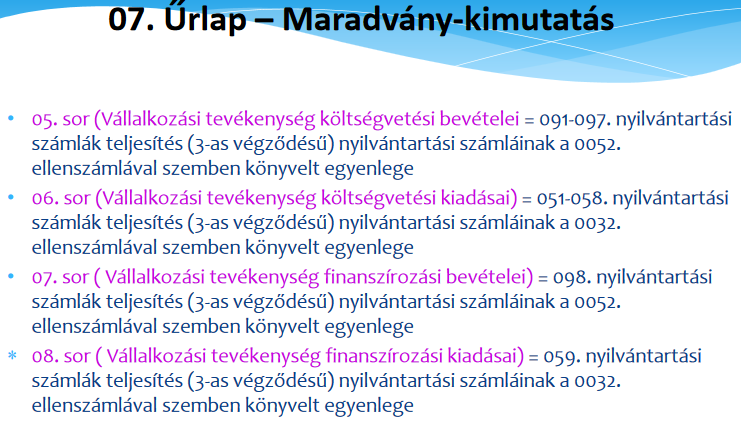 07. Űrlap – Maradvány-kimutatás
• 05. sor (Vállalkozási tevékenység költségvetési bevételei = 091-097. nyilvántartási
számlák teljesítés (3-as végződésű) nyilvántartási számláinak a 0052.
ellenszámlával szemben könyvelt egyenlege
• 06. sor (Vállalkozási tevékenység költségvetési kiadásai) = 051-058. nyilvántartási
számlák teljesítés (3-as végződésű) nyilvántartási számláinak a 0032.
ellenszámlával szemben könyvelt egyenlege
• 07. sor ( Vállalkozási tevékenység finanszírozási bevételei) = 098. nyilvántartási
számlák teljesítés (3-as végződésű) nyilvántartási számláinak a 0052.
ellenszámlával szemben könyvelt egyenlege
* 08. sor ( Vállalkozási tevékenység finanszírozási kiadásai) = 059. nyilvántartási
számlák teljesítés (3-as végződésű) nyilvántartási számláinak a 0032.
ellenszámlával szemben könyvelt egyenlege